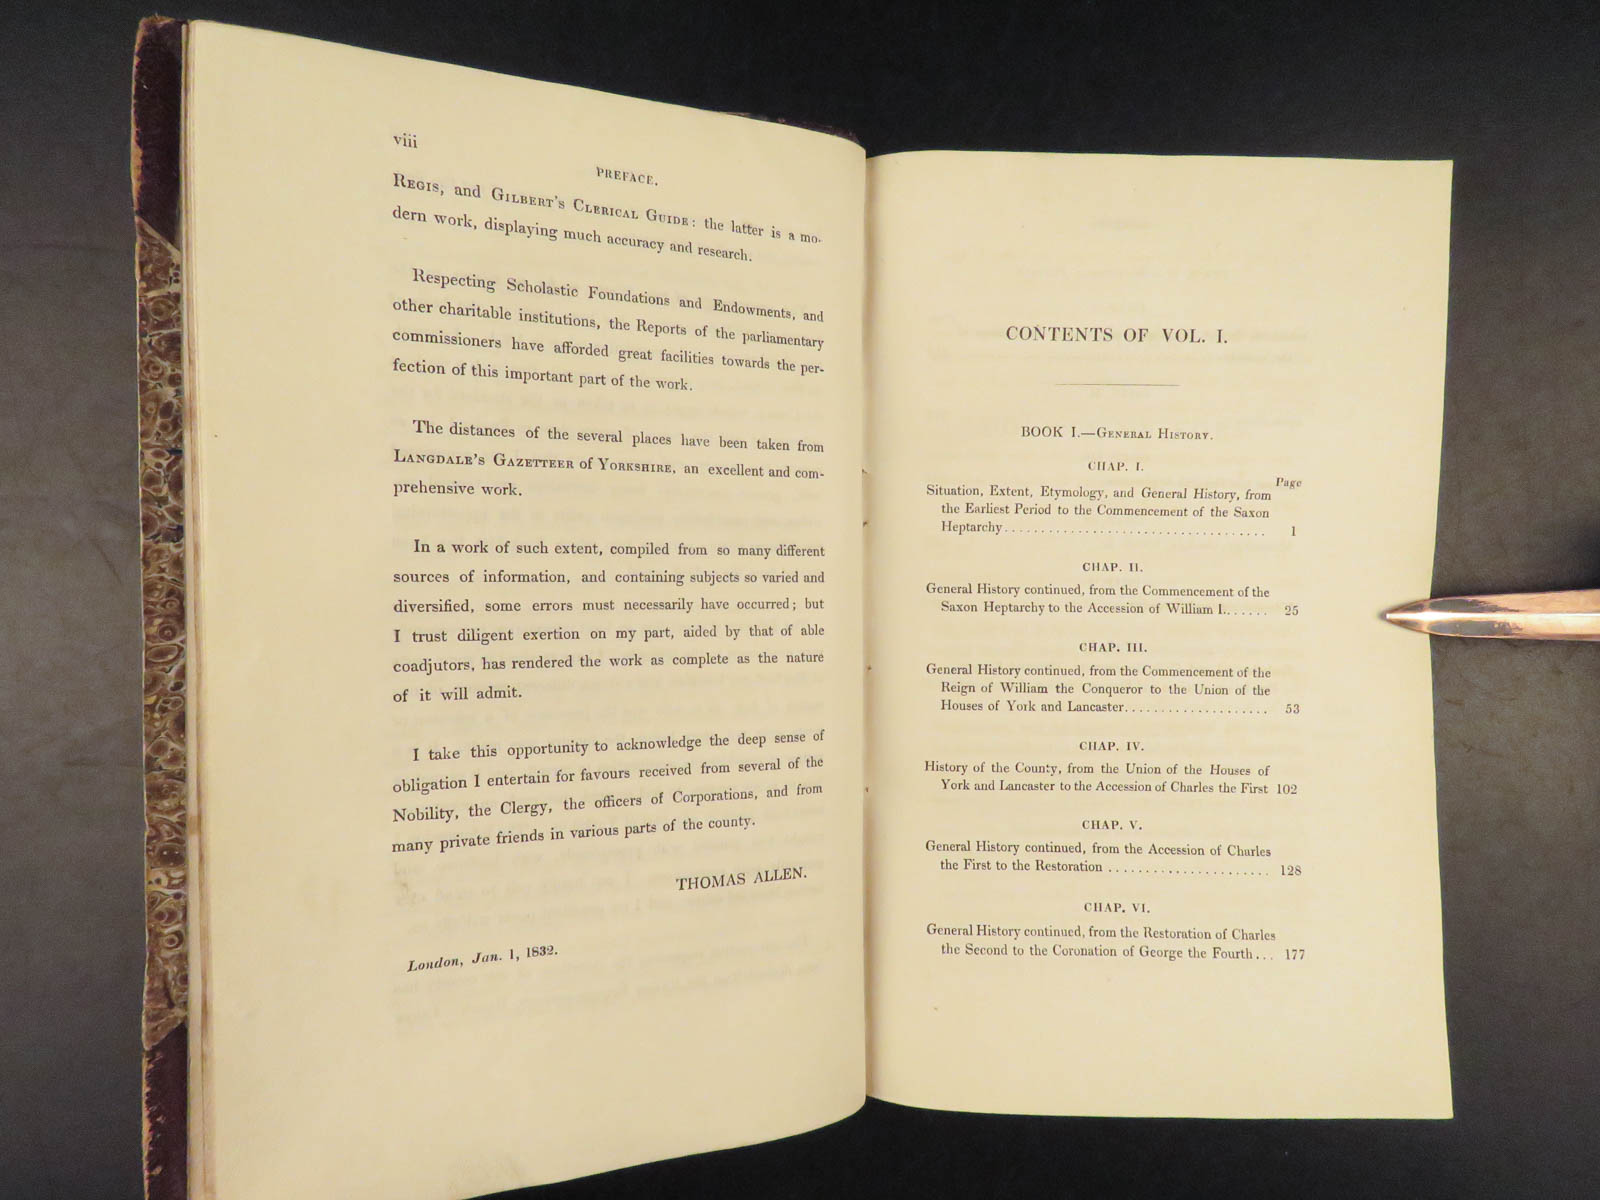 viii
PREFACE.
REGIS, and GILBERT'S CLERICAL GUIDE: the latter is a mo-
dern work, displaying much accuracy and research.
Respecting Scholastic Foundations and Endowments, and
other charitable institutions, the Reports of the parliamentary
commissioners have afforded great facilities towards the per-
fection of this important part of the work.
The distances of the several places have been taken from
LANGDALE'S GAZETTEER of YORKSHIRE, an excellent and com-
prehensive work.
In a work of such extent, compiled from so many different
sources of information, and containing subjects so varied and
diversified, some errors must necessarily have occurred; but
I trust diligent exertion on my part, aided by that of able
coadjutors, has rendered the work as complete as the nature
of it will admit.
I take this opportunity to acknowledge the deep sense of
obligation I entertain for favours received from several of the
Nobility, the Clergy, the officers of Corporations, and from
many private friends in various parts of the county.
THOMAS ALLEN.
London, Jan. 1, 1832.
CONTENTS OF VOL. I.
BOOK I.—GENERAL HISTORY.
CHAP. I.
Page
Situation, Extent, Etymology, and General History, from
the Earliest Period to the Commencement of the Saxon
Heptarchy.................................... 1
CHAP. II.
General History continued, from the Commencement of the
Saxon Heptarchy to the Accession of William I....... 25
CHAP. III.
General History continued, from the Commencement of the
Reign of William the Conqueror to the Union of the
Houses of York and Lancaster.................... 53
CHAP. IV.
History of the County, from the Union of the Houses of
York and Lancaster to the Accession of Charles the First 102
CHAP. V.
General History continued, from the Accession of Charles
the First to the Restoration ...................... 128
CHAP. VI.
General History continued, from the Restoration of Charles
the Second to the Coronation of George the Fourth... 177